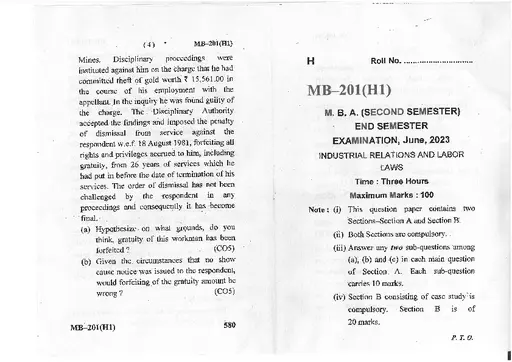 ( 4 ) MB–201(H1)
Mines. Disciplinary proceedings were
instituted against him on the charge that he had
committed theft of gold worth ₹ 15,561.00 in
the course of his employment with the
appellant. In the inquiry he was found guilty of
the charge. The Disciplinary Authority
accepted the findings and imposed the penalty
of dismissal from service against the
respondent w.e.f. 18 August 1981, forfeiting all
rights and privileges accrued to him, including
gratuity, from 26 years of services which he
had put in before the date of termination of his
services. The order of dismissal has not been
challenged by the respondent in any
proceedings and consequently it has become
final.
(a) Hypothesize on what grounds, do you
think, gratuity of this workman has been
forfeited ? (CO5)
(b) Given the circumstances that no show
cause notice was issued to the respondent,
would forfeiting of the gratuity amount be
wrong ? (CO5)
MB–201(H1) 580
H Roll No. ..............................
MB–201(H1)
M. B. A. (SECOND SEMESTER)
END SEMESTER
EXAMINATION, June, 2023
INDUSTRIAL RELATIONS AND LABOR
LAWS
Time : Three Hours
Maximum Marks : 100
Note : (i) This question paper contains two
Sections–Section A and Section B.
(ii) Both Sections are compulsory.
(iii) Answer any two sub-questions among
(a), (b) and (c) in each main question
of Section A. Each sub-question
carries 10 marks.
(iv) Section B consisting of case study is
compulsory. Section B is of
20 marks.
P. T. O.